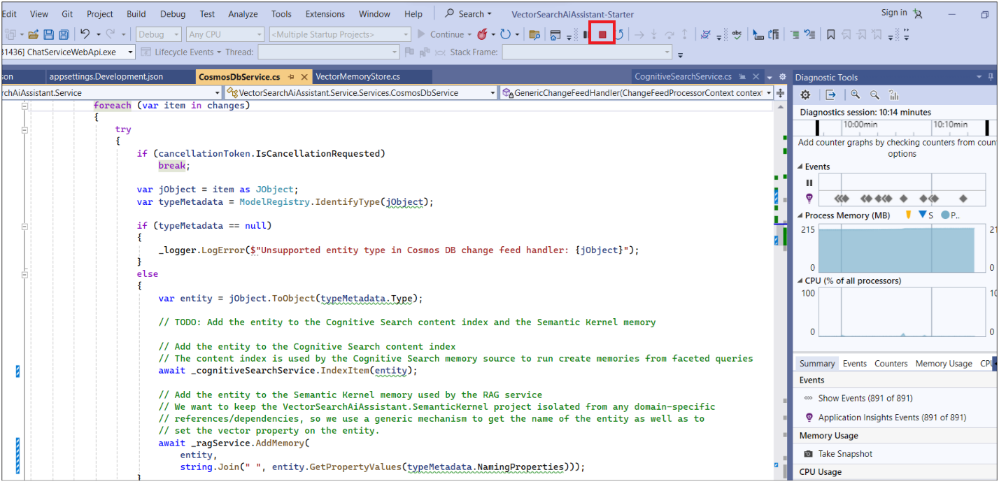 Edit View Git Project Build Debug Test Analyze Tools Extensions Window Help Search VectorSearchAiAssistant-Starter Sign in
Debug Any CPU <Multiple Startup Projects> Continue
31436] ChatServiceWebApi.exe Lifecycle Events Thread: Stack Frame:
son appsettings.Development.json CosmosDbService.cs VectorMemoryStore.cs CognitiveSearchService.cs
rchAiAssistant.Service VectorSearchAiAssistant.Service.Services.CosmosDbService GenericChangeFeedHandler(ChangeFeedProcessorContext context
foreach (var item in changes)
{
try
{
if (cancellationToken.IsCancellationRequested)
break;
var jObject = item as JObject;
var typeMetadata = ModelRegistry.IdentifyType(jObject);
if (typeMetadata == null)
{
_logger.LogError($"Unsupported entity type in Cosmos DB change feed handler: {jObject}");
}
else
{
var entity = jObject.ToObject(typeMetadata.Type);
// TODO: Add the entity to the Cognitive Search content index and the Semantic Kernel memory
// Add the entity to the Cognitive Search content index
// The content index is used by the Cognitive Search memory source to run create memories from faceted queries
await _cognitiveSearchService.IndexItem(entity);
// Add the entity to the Semantic Kernel memory used by the RAG service
// We want to keep the VectorSearchAiAssistant.SemanticKernel project isolated from any domain-specific
// references/dependencies, so we use a generic mechanism to get the name of the entity as well as to
// set the vector property on the entity.
await _ragService.AddMemory(
entity,
string.Join(" ", entity.GetPropertyValues(typeMetadata.NamingProperties)));
}
Diagnostic Tools
Diagnostics session: 10:14 minutes
10:00min 10:10min
Add counter graphs by checking counters from coun
options
Events
Process Memory (MB) S P..
215 21
0 0
CPU (% of all processors)
100 10
0 0
Summary Events Counters Memory Usage CPU
Events
Show Events (891 of 891)
Application Insights Events (891 of 891)
Memory Usage
Take Snapshot
CPU Usage